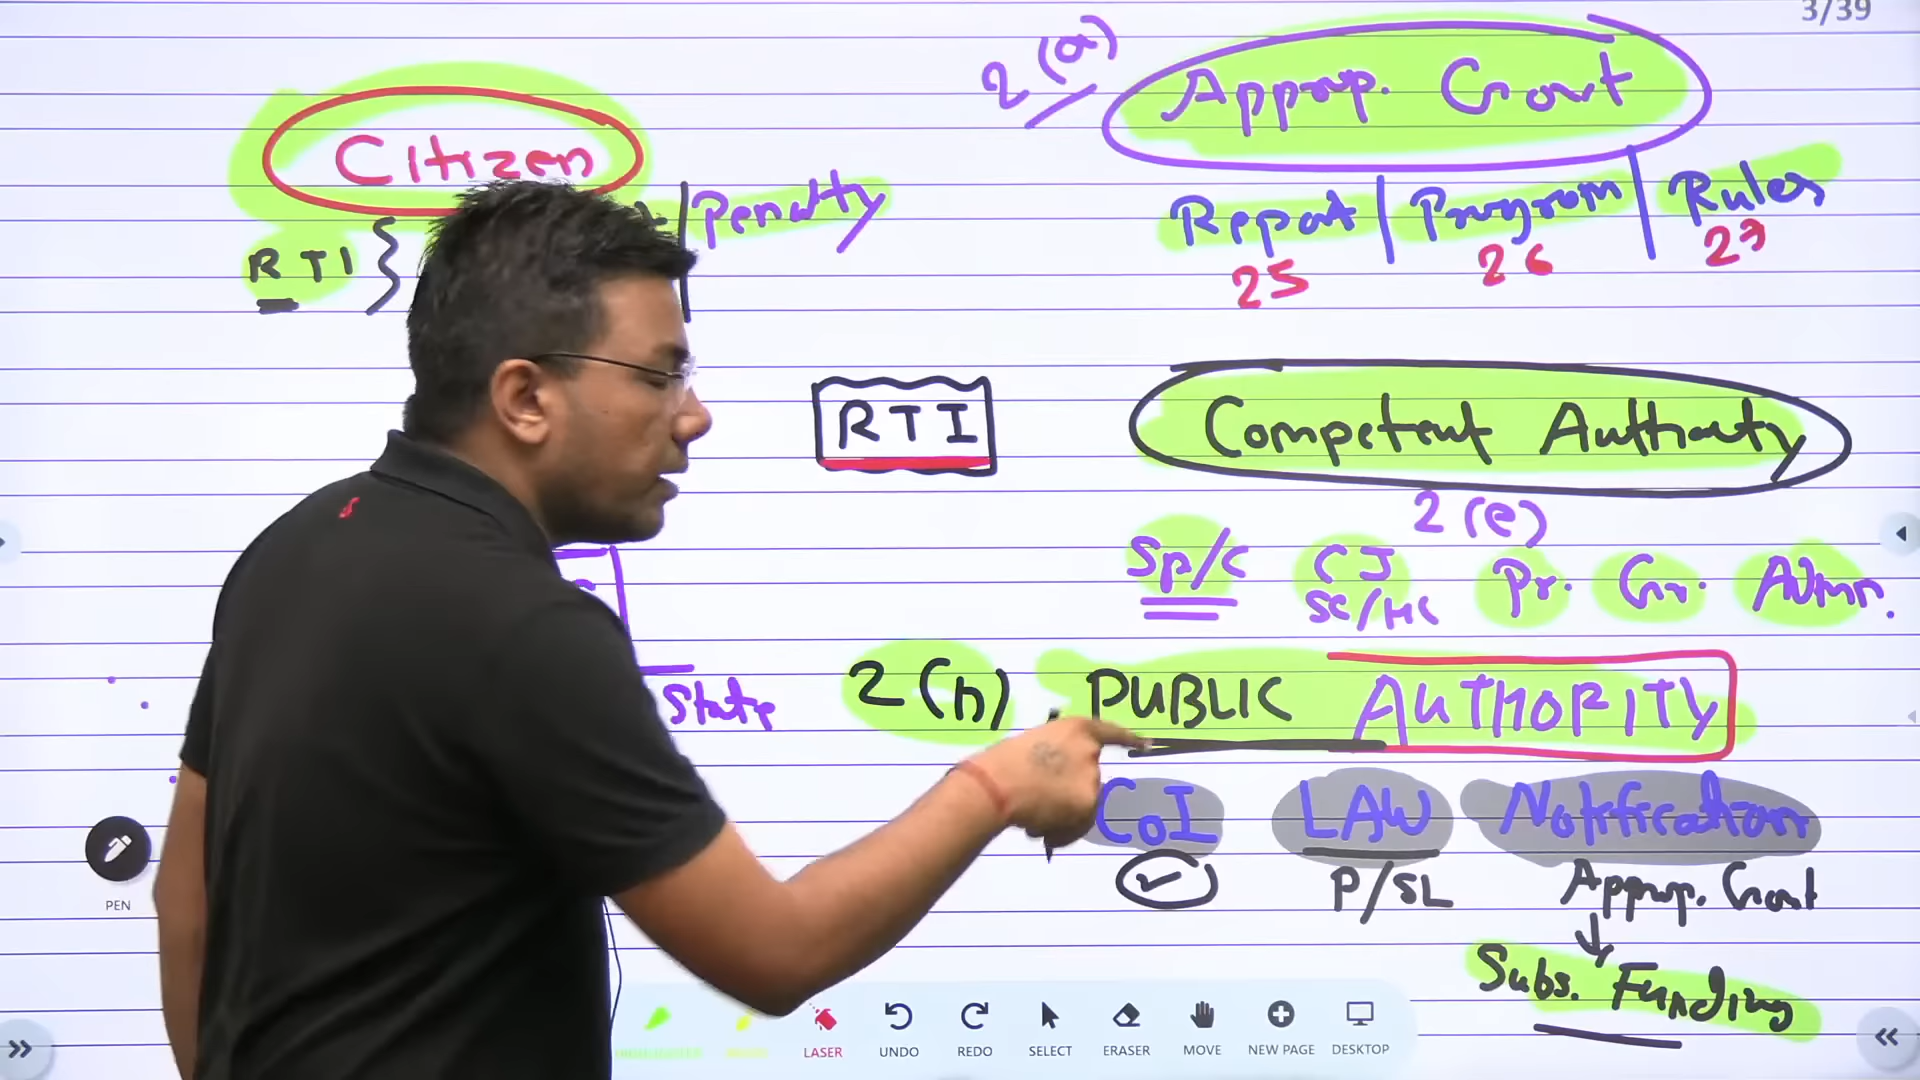 3/39
2(a) Approp. Govt
Citizen
Penalty
Report | Program | Rules
RTI
25 26 27
RTI
Competent Authority
2(e)
Sp/C CJ Pr. Gr. Admn.
SC/HC
State
2(h) PUBLIC AUTHORITY
CoI LAW Notification
P/SL Approp. Govt
Subs. Funding
PEN
LASER UNDO REDO SELECT ERASER MOVE NEW PAGE DESKTOP